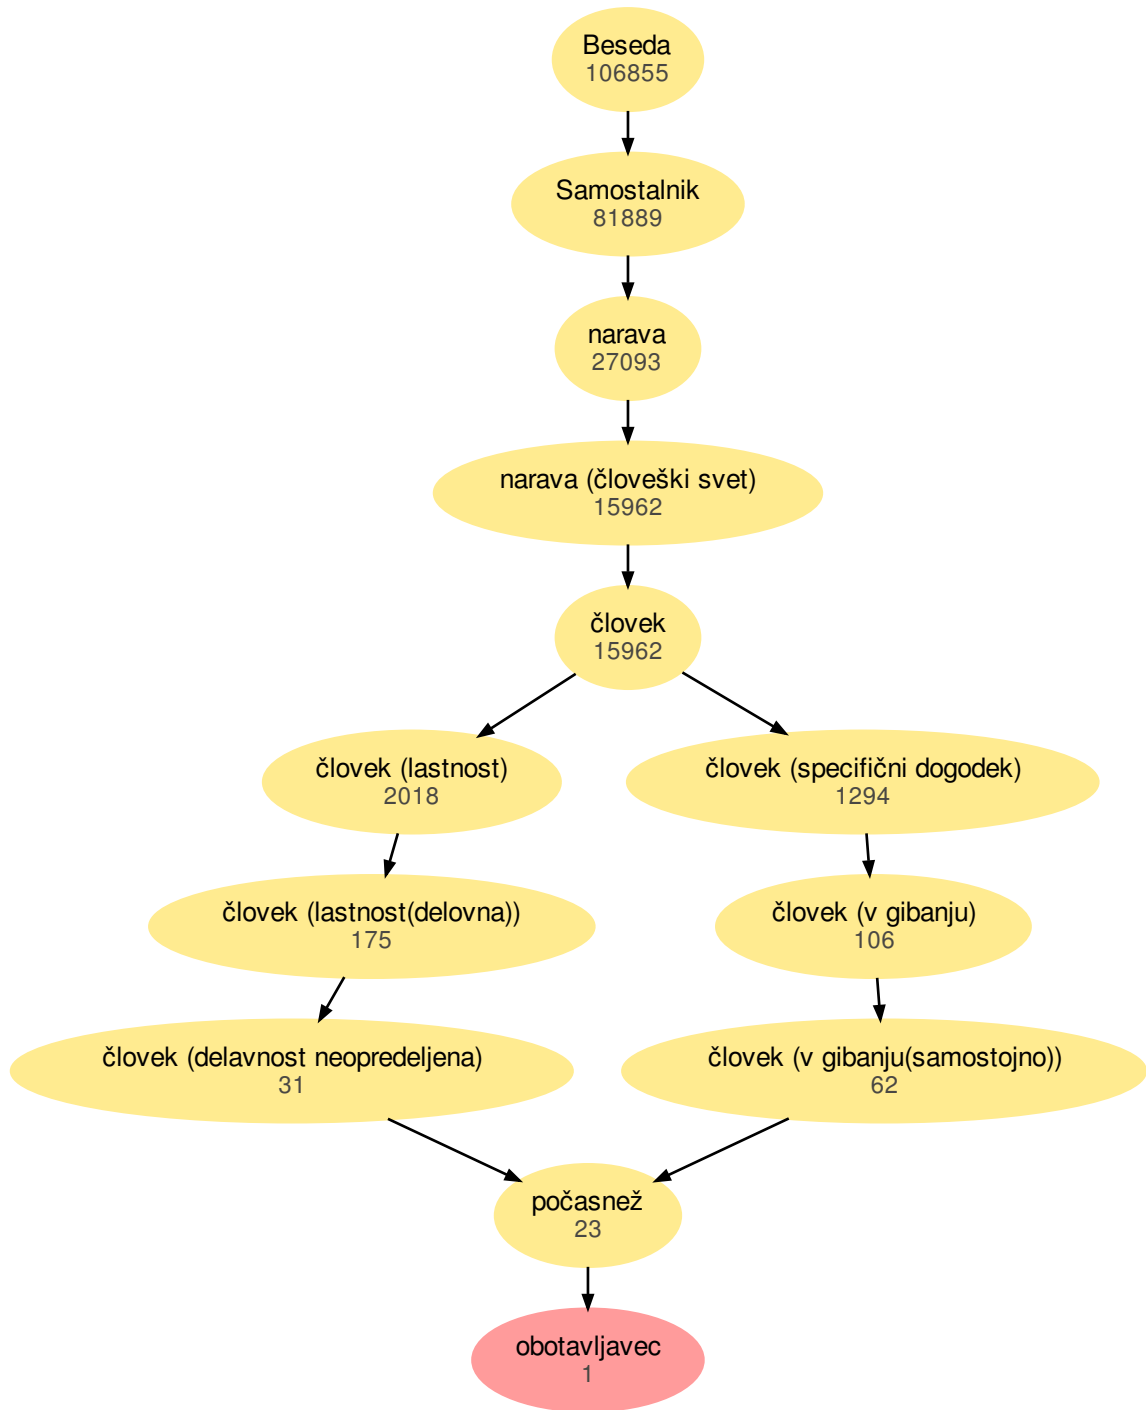 Beseda
106855
Samostalnik
81889
narava
27093
narava (človeški svet)
15962
človek
15962
človek (lastnost)
2018
človek (specifični dogodek)
1294
človek (lastnost(delovna))
175
človek (v gibanju)
106
človek (delavnost neopredeljena)
31
človek (v gibanju(samostojno))
62
počasnež
23
obotavljavec
1